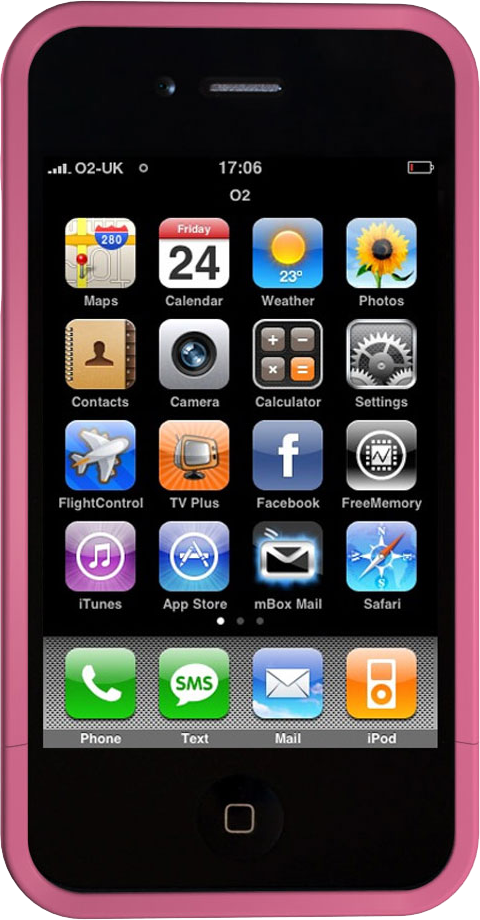 O2-UK 17:06
O2
280 Friday
24 23°
Maps Calendar Weather Photos
Contacts Camera Calculator Settings
f
FlightControl TV Plus Facebook FreeMemory
N
S
iTunes App Store mBox Mail Safari
SMS
Phone Text Mail iPod